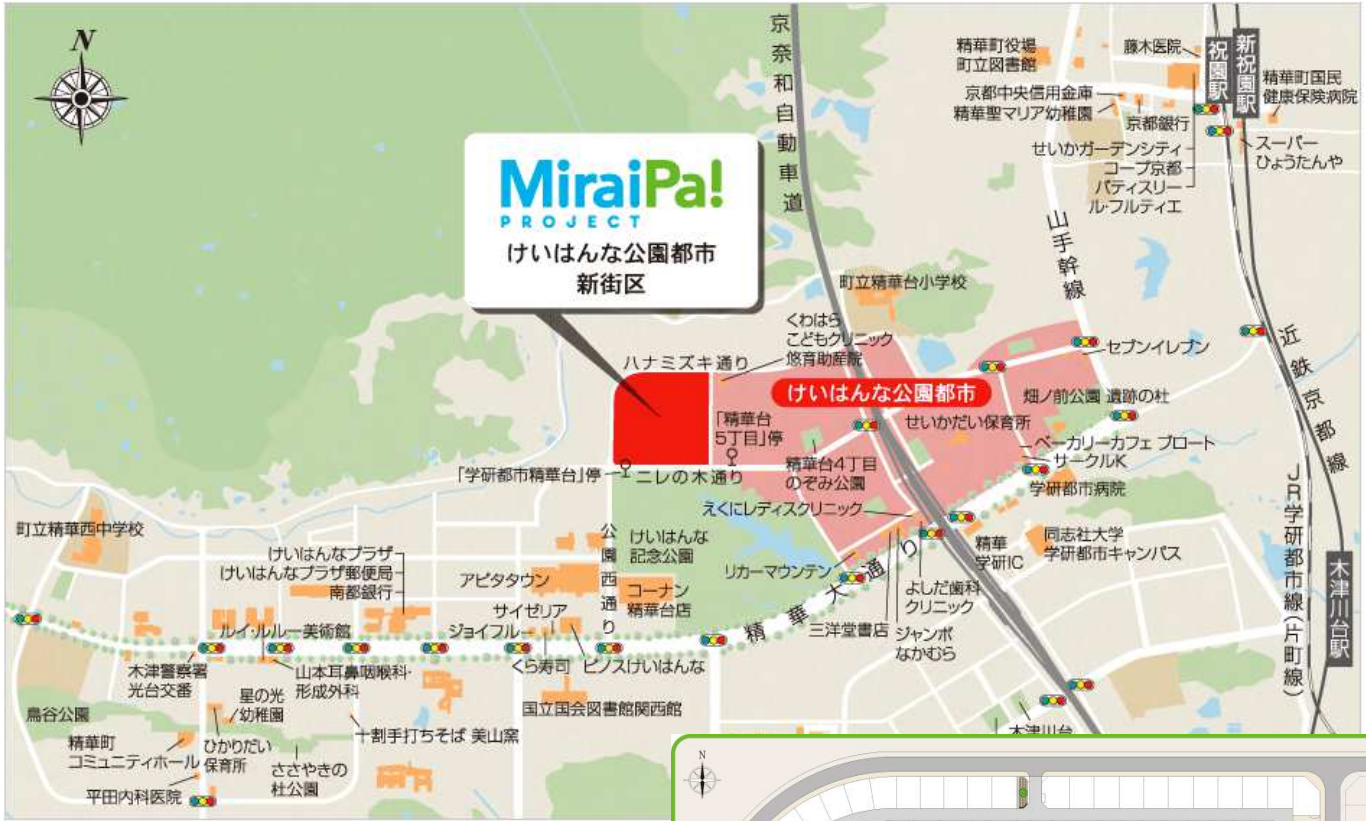 N
MiraiPa!
PROJECT
けいはんな公園都市
新街区
京奈和自動車道
精華町役場
町立図書館
藤木医院
祝園駅
新祝園駅
精華町国民
健康保険病院
京都中央信用金庫
精華聖マリア幼稚園
京都銀行
せいかガーデンシティ
コープ京都
パティスリー
ル・フルティエ
スーパー
ひょうたんや
山手幹線
町立精華台小学校
くわはら
こどもクリニック
悠育助産院
ハナミズキ通り
けいはんな公園都市
セブンイレブン
近鉄京都線
畑ノ前公園 遺跡の杜
「精華台
5丁目」停
せいかだい保育所
ベーカリーカフェ プロート
サークルK
精華台4丁目
のぞみ公園
「学研都市精華台」停
ニレの木通り
学研都市病院
えくにレディスクリニック
町立精華西中学校
公園西通り
けいはんな
記念公園
同志社大学
学研都市キャンパス
精華
学研IC
JR学研都市線(片町線)
木津川台駅
けいはんなプラザ
けいはんなプラザ郵便局
南都銀行
アピタタウン
コーナン
精華台店
リカーマウンテン
よしだ歯科
クリニック
サイゼリア
ジョイフル
ルイ・ルルー美術館
精華大通り
三洋堂書店
ジャンボ
なかむら
木津警察署
光台交番
山本耳鼻咽喉科・
形成外科
くら寿司
ピノスけいはんな
星の光
幼稚園
国立国会図書館関西館
鳥谷公園
精華町
コミュニティホール
ひかりだい
保育所
十割手打ちそば 美山窯
ささやきの
杜公園
平田内科医院
木津川台
N